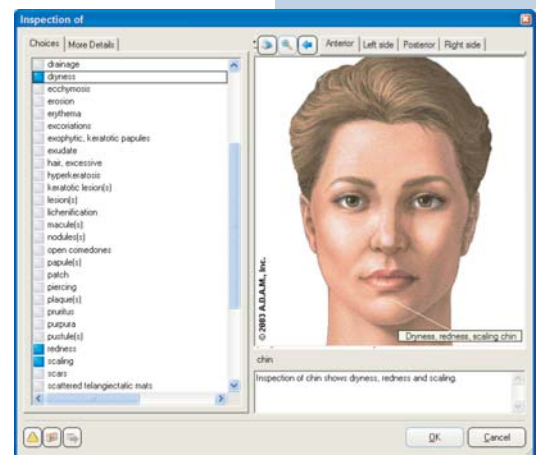 Inspection of
Choices
More Details
Anterior
Left side
Posterior
Right side
drainage
dryness
ecchymosis
erosion
erythema
excoriations
exophytic, keratotic papules
exudate
hair, excessive
hyperkeratosis
keratotic lesion(s)
lesion(s)
lichenification
macule(s)
nodules(s)
open comedones
papule(s)
patch
piercing
plaque(s)
pruritus
purpura
pustule(s)
redness
scaling
scars
scattered telangiectatic mats
© 2003 A.D.A.M., Inc.
Dryness, redness, scaling chin
chin
Inspection of chin shows dryness, redness and scaling.
OK
Cancel